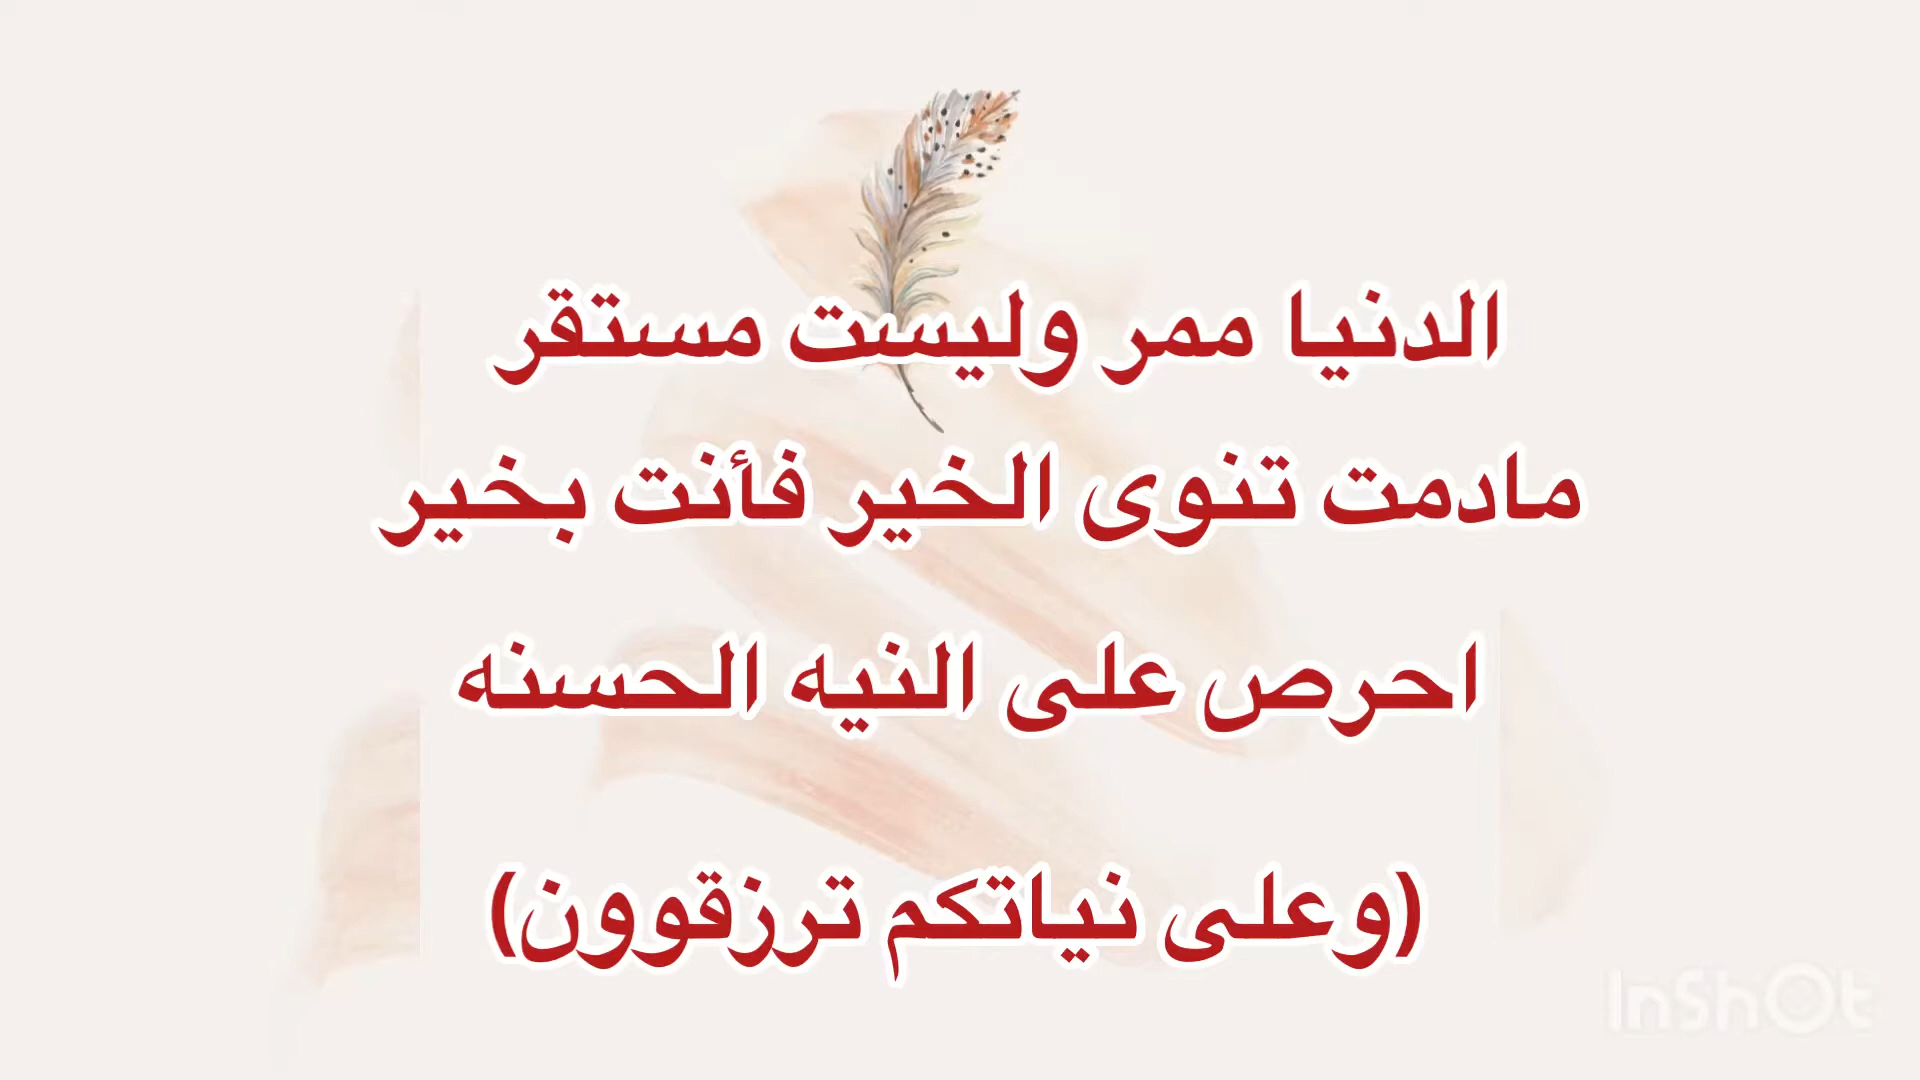 الدنيا ممر وليست مستقر
مادمت تنوى الخير فأنت بخير
احرص على النيه الحسنه
(وعلى نياتكم ترزقوون)
InShOt